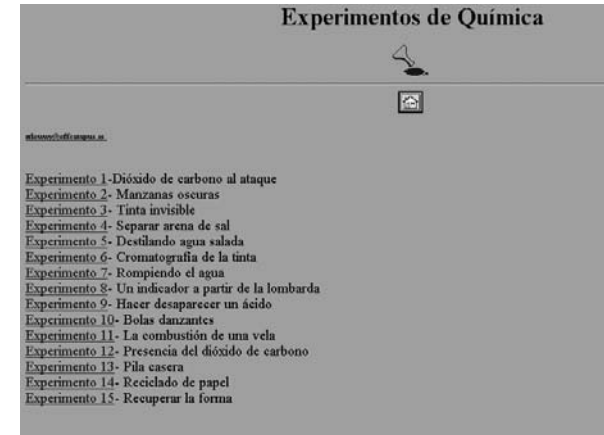 Experimentos de Química
Experimento 1-Dióxido de carbono al ataque
Experimento 2- Manzanas oscuras
Experimento 3- Tinta invisible
Experimento 4- Separar arena de sal
Experimento 5- Destilando agua salada
Experimento 6- Cromatografía de la tinta
Experimento 7- Rompiendo el agua
Experimento 8- Un indicador a partir de la lombarda
Experimento 9- Hacer desaparecer un ácido
Experimento 10- Bolas danzantes
Experimento 11- La combustión de una vela
Experimento 12- Presencia del dióxido de carbono
Experimento 13- Pila casera
Experimento 14- Reciclado de papel
Experimento 15- Recuperar la forma